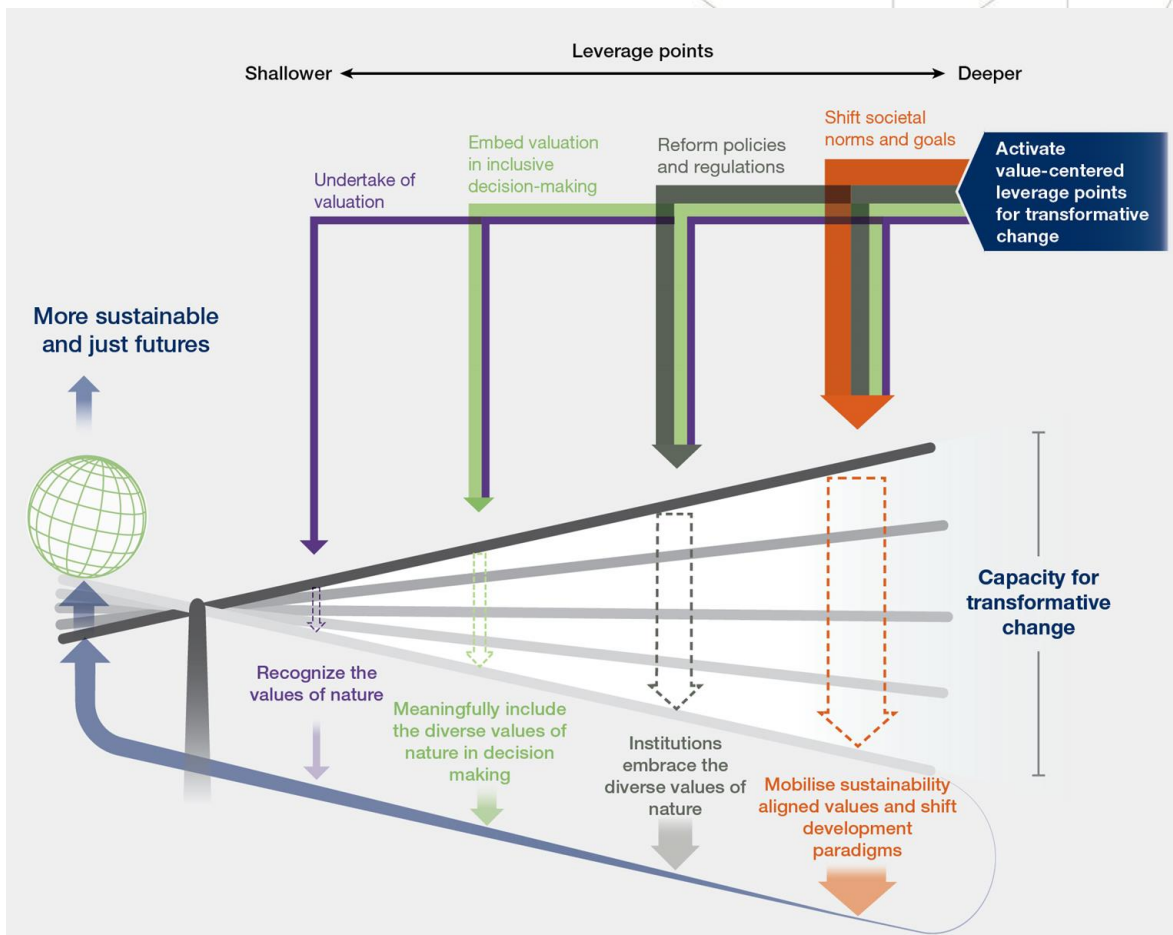 Leverage points
Shallower
Deeper
Shift societal
norms and goals
Embed valuation
in inclusive
decision-making
Reform policies
and regulations
Undertake of
valuation
Activate
value-centered
leverage points
for transformative
change
More sustainable
and just futures
Capacity for
transformative
change
Recognize the
values of nature
Meaningfully include
the diverse values of
nature in decision
making
Institutions
embrace the
diverse values of
nature
Mobilise sustainability
aligned values and shift
development
paradigms